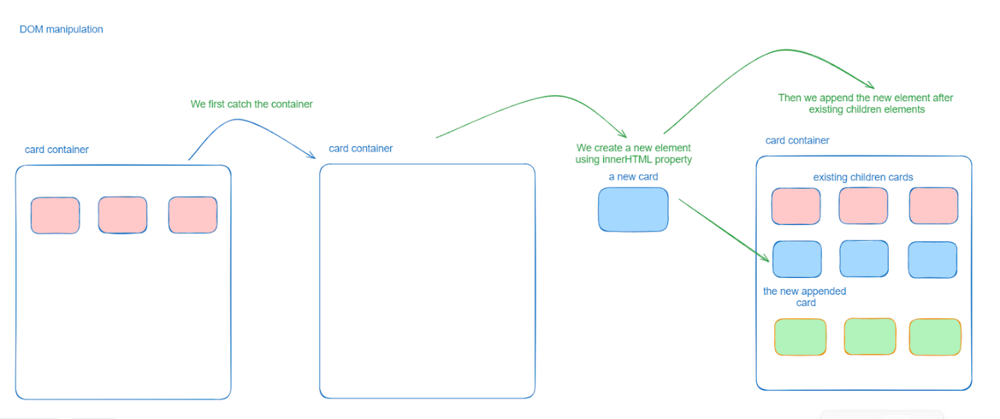 DOM manipulation
We first catch the container
card container
card container
We create a new element
using innerHTML property
a new card
Then we append the new element after
existing children elements
card container
existing children cards
the new appended
card